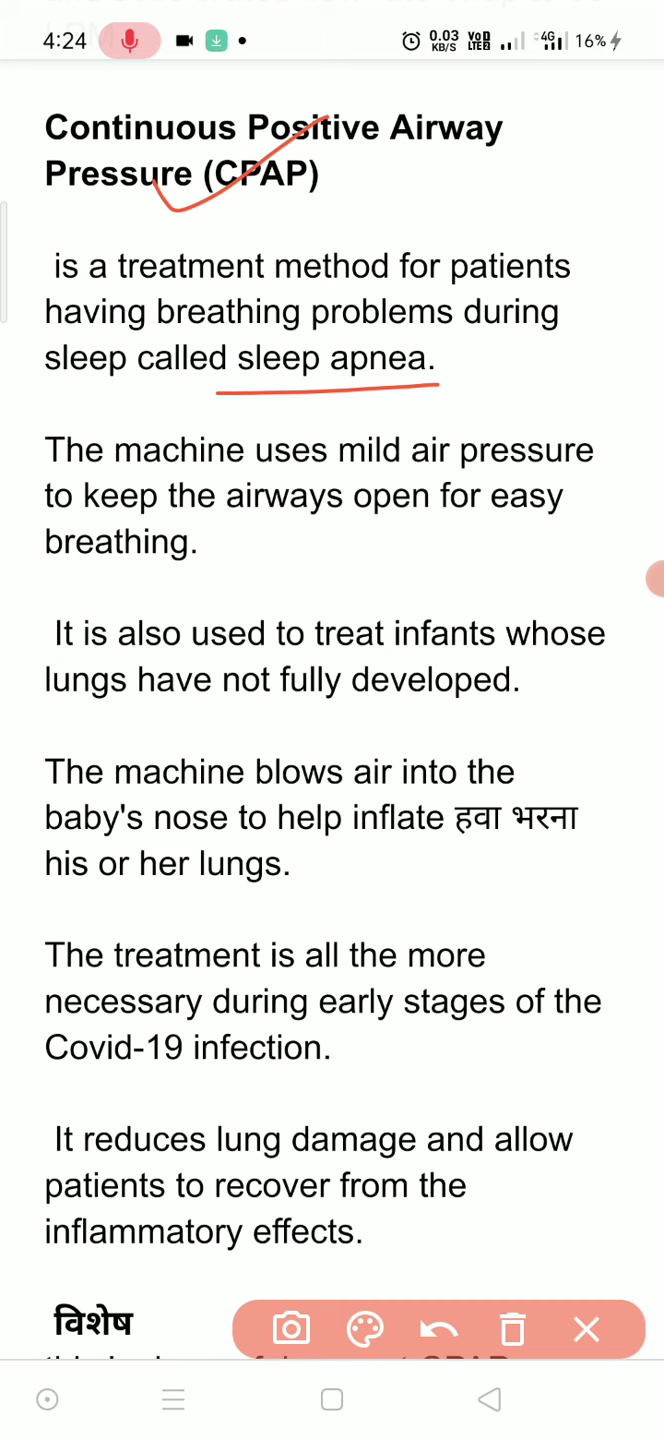 4:24
0.03
KB/S
VoD
LTE2
4G
16%
Continuous Positive Airway
Pressure (CPAP)
is a treatment method for patients
having breathing problems during
sleep called sleep apnea.
The machine uses mild air pressure
to keep the airways open for easy
breathing.
It is also used to treat infants whose
lungs have not fully developed.
The machine blows air into the
baby's nose to help inflate हवा भरना
his or her lungs.
The treatment is all the more
necessary during early stages of the
Covid-19 infection.
It reduces lung damage and allow
patients to recover from the
inflammatory effects.
विशेष